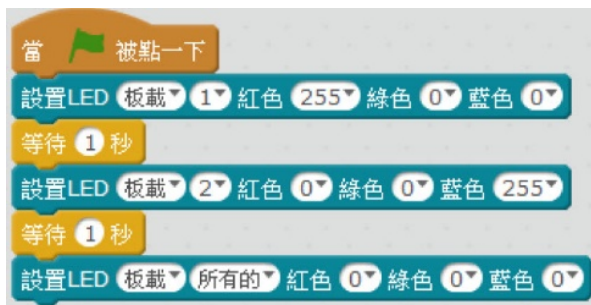 當 被點一下
設置LED 板載 1 紅色 255 綠色 0 藍色 0
等待 1 秒
設置LED 板載 2 紅色 0 綠色 0 藍色 255
等待 1 秒
設置LED 板載 所有的 紅色 0 綠色 0 藍色 0